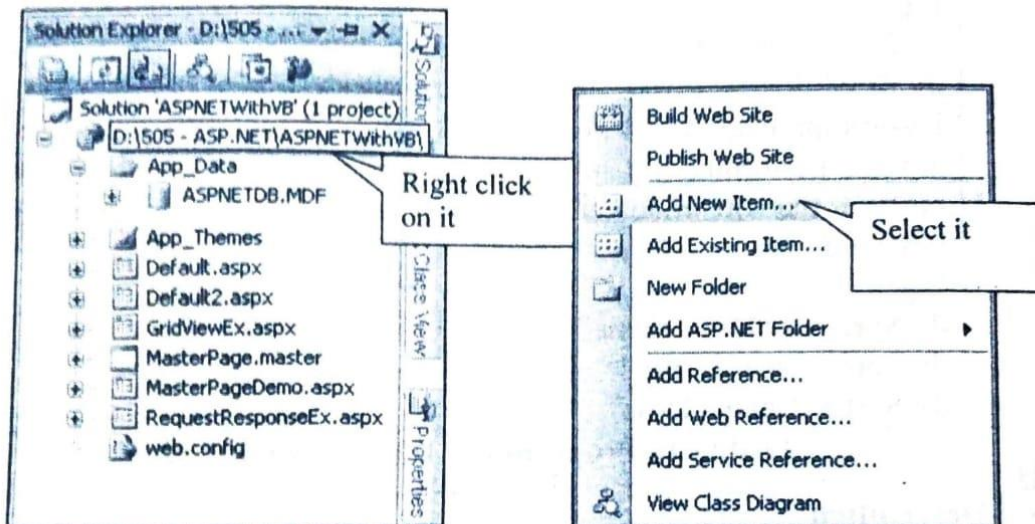 Solution Explorer - D:\505 - ...
Solution 'ASPNETWithVB' (1 project)
D:\505 - ASP.NET\ASPNETWithVB\
App_Data
ASPNETDB.MDF
App_Themes
Default.aspx
Default2.aspx
GridViewEx.aspx
MasterPage.master
MasterPageDemo.aspx
RequestResponseEx.aspx
web.config
Class View
Properties
Right click
on it
Build Web Site
Publish Web Site
Add New Item...
Add Existing Item...
New Folder
Add ASP.NET Folder
Add Reference...
Add Web Reference...
Add Service Reference...
View Class Diagram
Select it